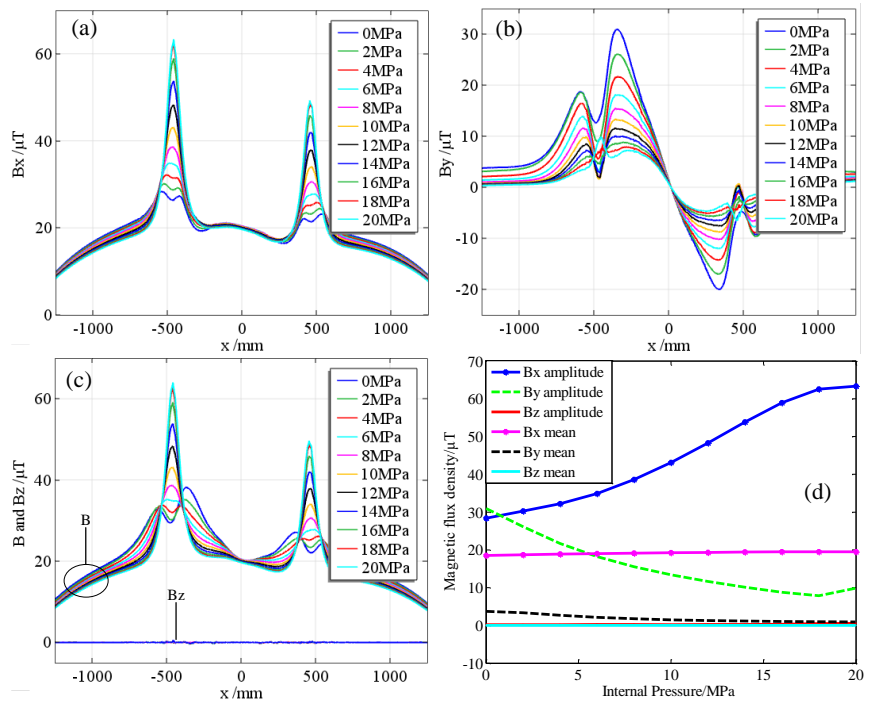 (a)
Bx /µT
60
40
20
0
-1000
-500
0
500
1000
x /mm
0MPa
2MPa
4MPa
6MPa
8MPa
10MPa
12MPa
14MPa
16MPa
18MPa
20MPa
(b)
By /µT
30
20
10
0
-10
-20
-1000
-500
0
500
1000
x /mm
0MPa
2MPa
4MPa
6MPa
8MPa
10MPa
12MPa
14MPa
16MPa
18MPa
20MPa
(c)
B and Bz /µT
60
40
20
0
B
Bz
-1000
-500
0
500
1000
x /mm
0MPa
2MPa
4MPa
6MPa
8MPa
10MPa
12MPa
14MPa
16MPa
18MPa
20MPa
Magnetic flux density/µT
70
60
50
40
30
20
10
0
-10
Bx amplitude
By amplitude
Bz amplitude
Bx mean
By mean
Bz mean
(d)
0
5
10
15
20
Internal Pressure/MPa